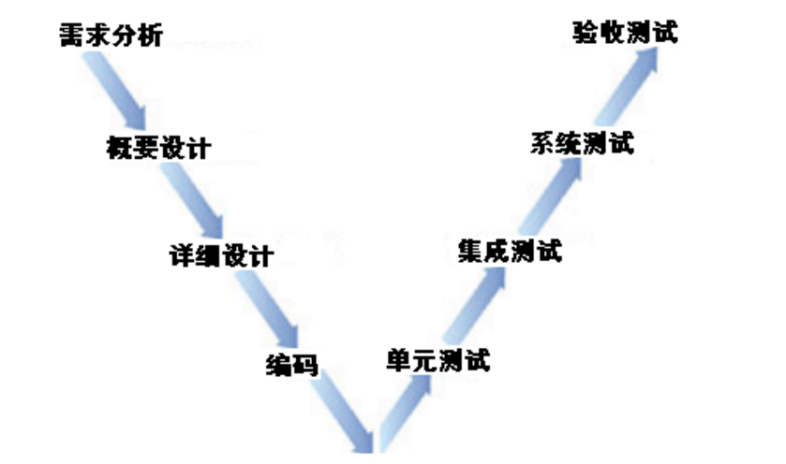 需求分析
验收测试
概要设计
系统测试
详细设计
集成测试
编码
单元测试